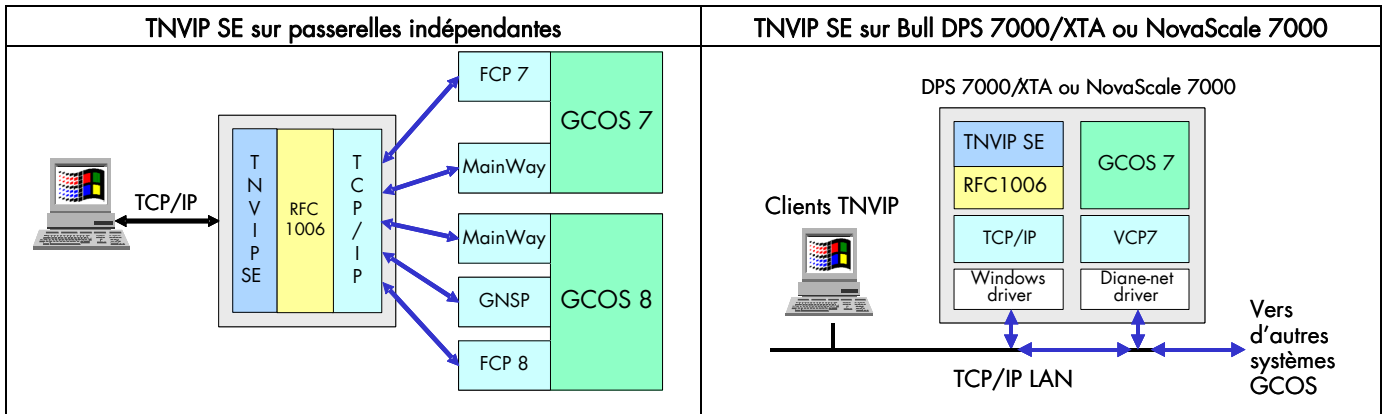 TNVIP SE sur passerelles indépendantes
TCP/IP
T
N
V
I
P
SE
RFC
1006
T
C
P
/
I
P
FCP 7
MainWay
GCOS 7
MainWay
GNSP
FCP 8
GCOS 8
TNVIP SE sur Bull DPS 7000/XTA ou NovaScale 7000
DPS 7000/XTA ou NovaScale 7000
TNVIP SE
RFC1006
GCOS 7
TCP/IP
VCP7
Windows
driver
Diane-net
driver
Clients TNVIP
TCP/IP LAN
Vers
d'autres
systèmes
GCOS